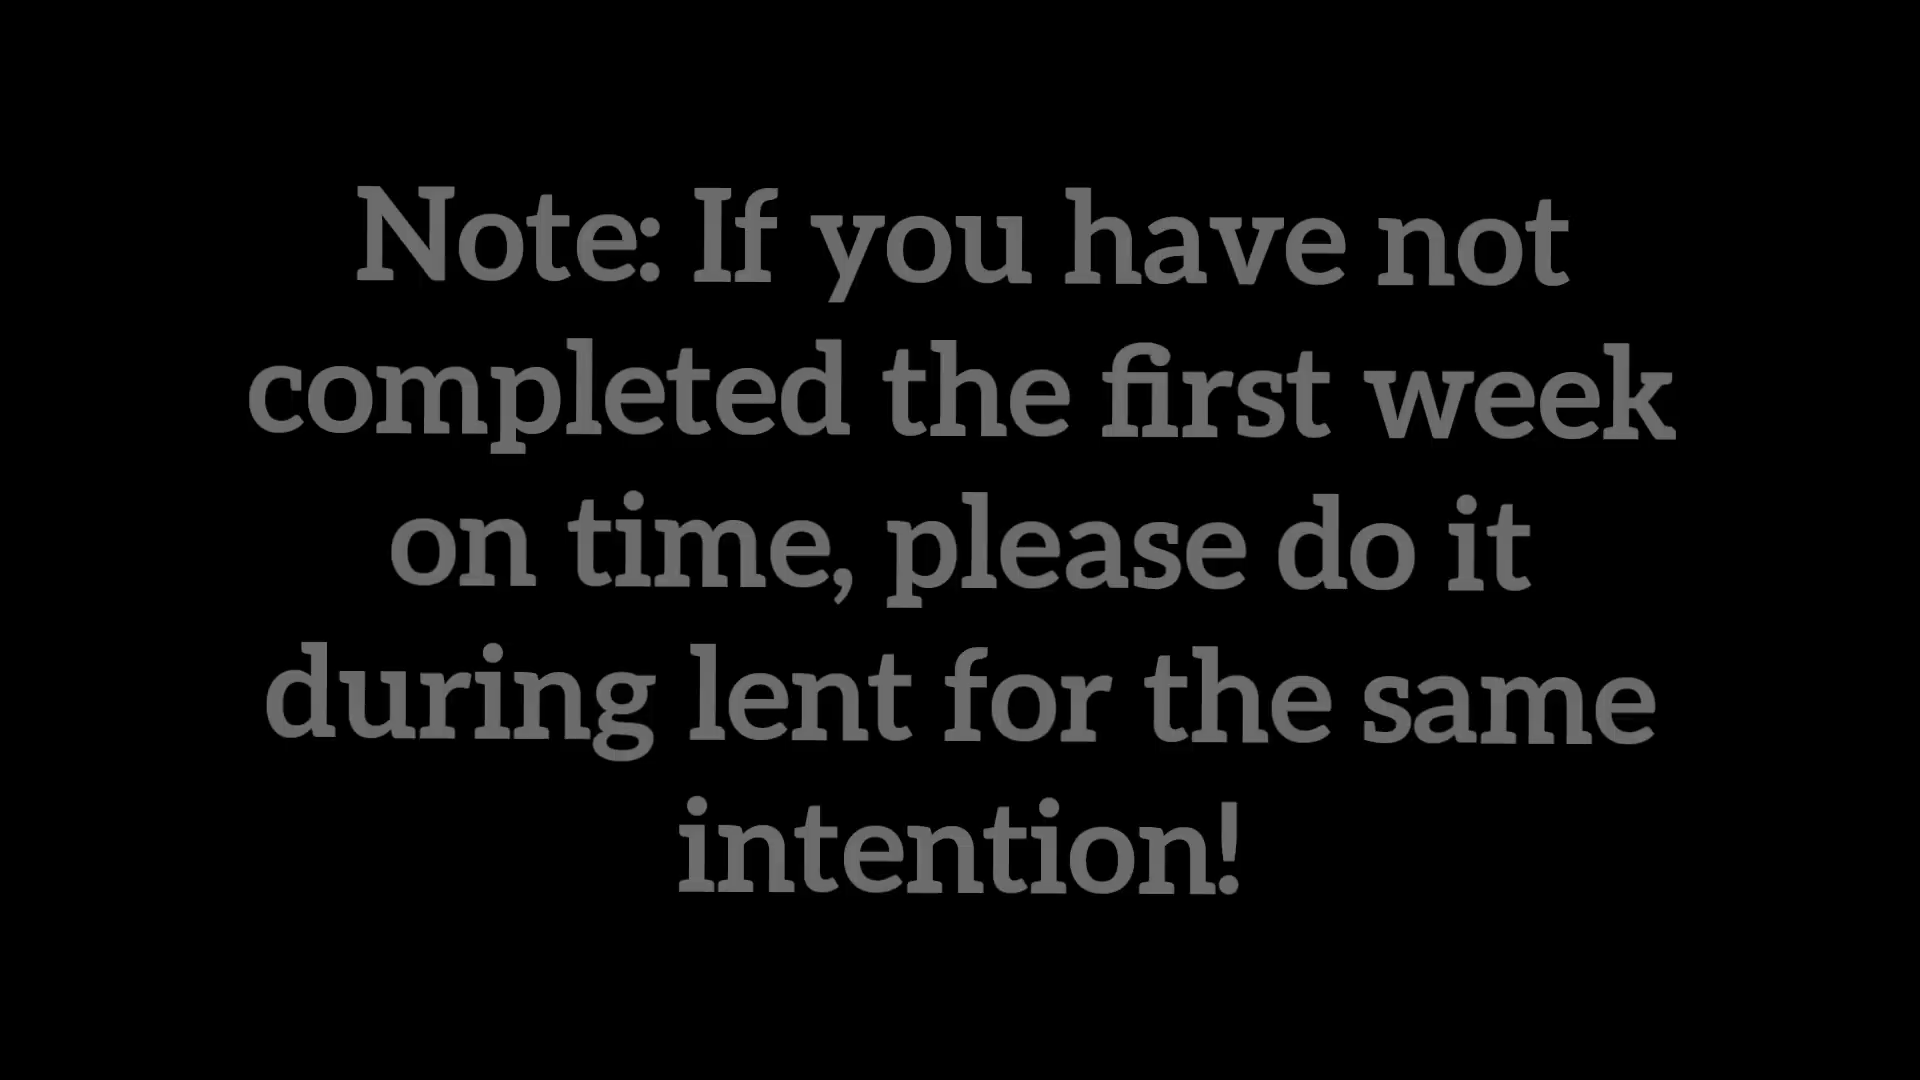 Note: If you have not
completed the first week
on time, please do it
during lent for the same
intention!